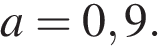 a = 0,9.